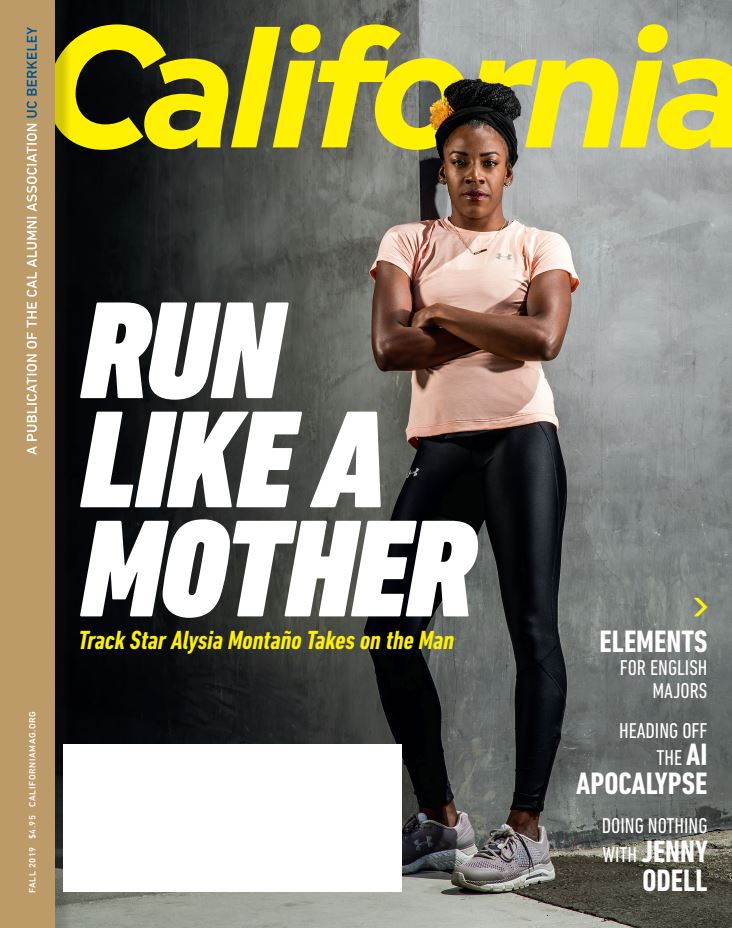 California
A PUBLICATION OF THE CAL ALUMNI ASSOCIATION UC BERKELEY
RUN
LIKE A
MOTHER
Track Star Alysia Montaño Takes on the Man
ELEMENTS
FOR ENGLISH
MAJORS
HEADING OFF
THE AI
APOCALYPSE
DOING NOTHING
WITH JENNY
ODELL
FALL 2019 $4.95 CALIFORNIAMAG.ORG